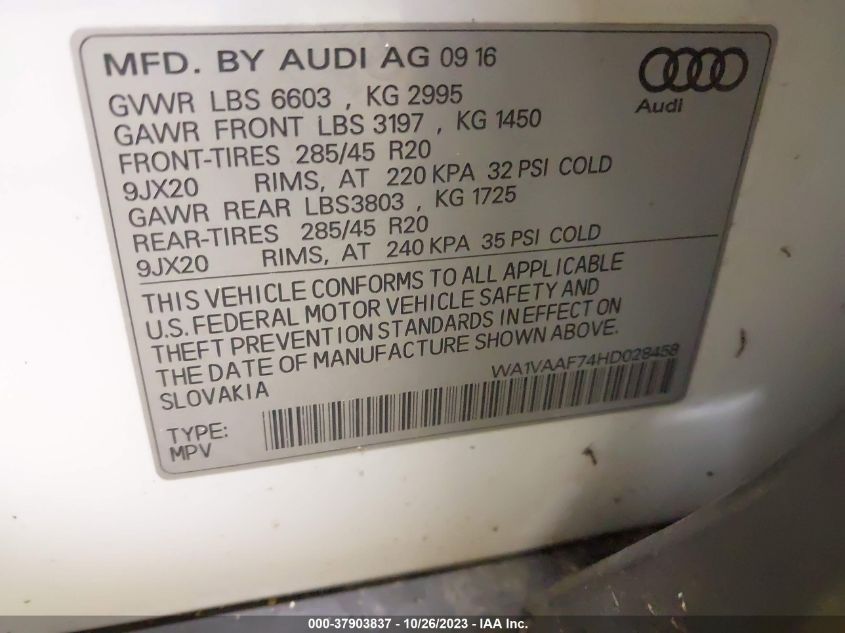 MFD. BY AUDI AG 09 16
Audi
GVWR LBS 6603 , KG 2995
GAWR FRONT LBS 3197 , KG 1450
FRONT-TIRES 285/45 R20
9JX20 RIMS, AT 220 KPA 32 PSI COLD
GAWR REAR LBS3803 , KG 1725
REAR-TIRES 285/45 R20
9JX20 RIMS, AT 240 KPA 35 PSI COLD
THIS VEHICLE CONFORMS TO ALL APPLICABLE
U.S. FEDERAL MOTOR VEHICLE SAFETY AND
THEFT PREVENTION STANDARDS IN EFFECT ON
THE DATE OF MANUFACTURE SHOWN ABOVE.
SLOVAKIA
WA1VAAF74HD028458
TYPE:
MPV
000-37903837 - 10/26/2023 - IAA Inc.